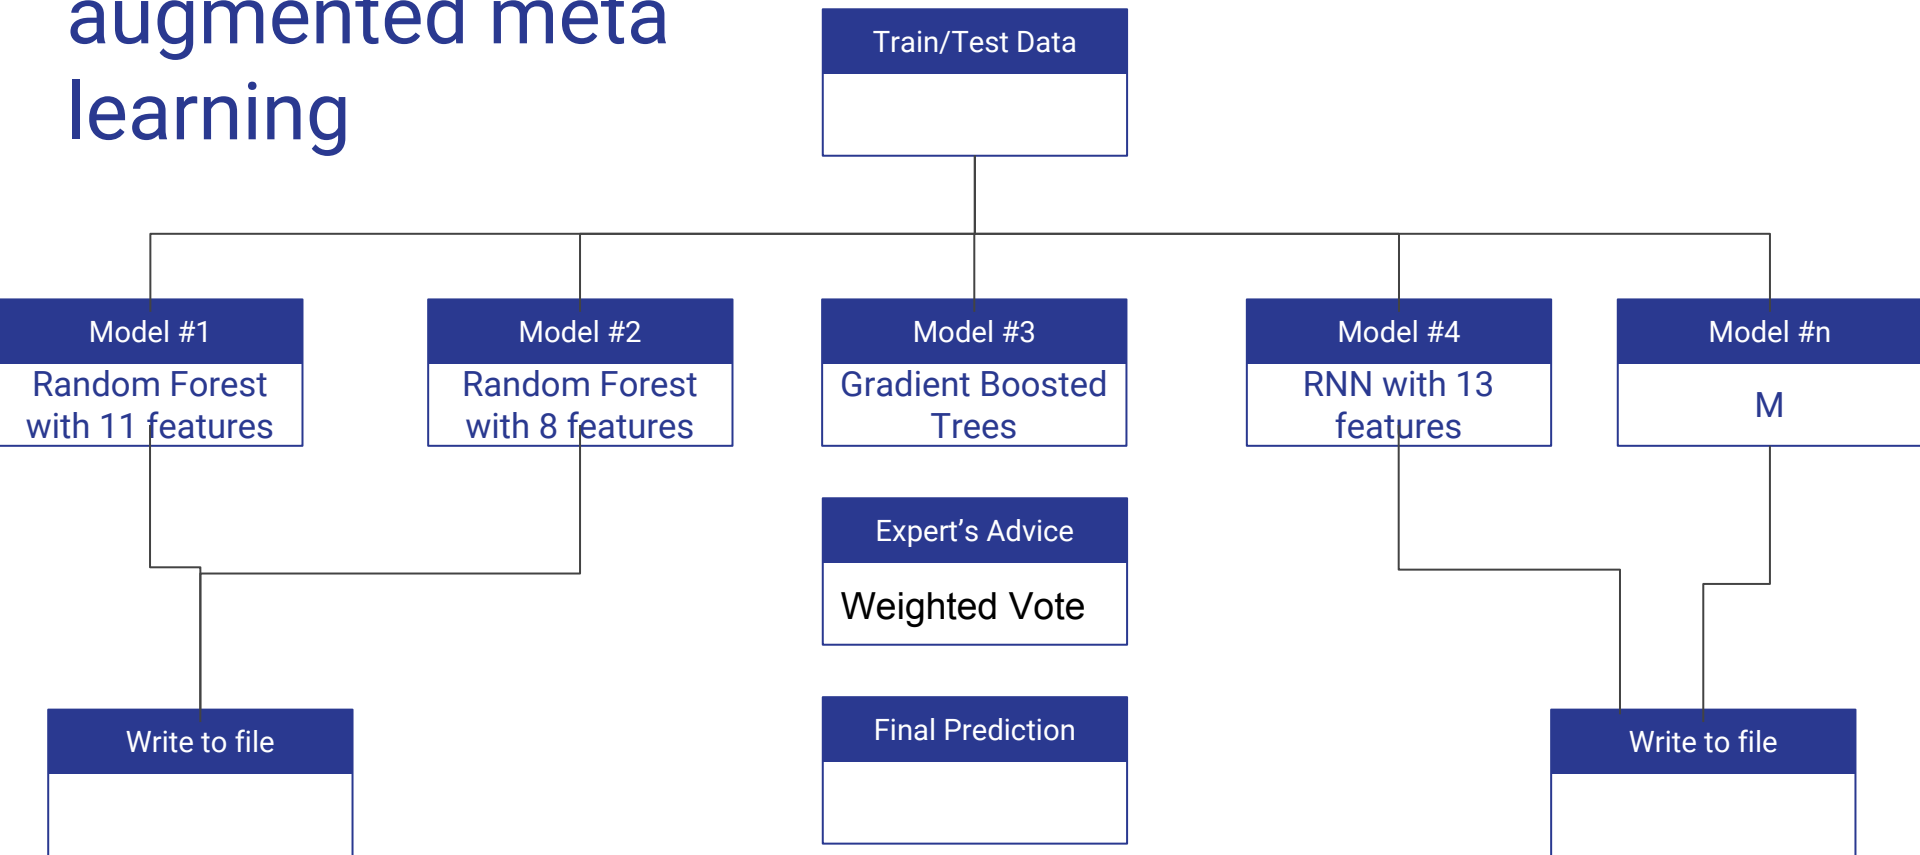 augmented meta
learning
Train/Test Data
Model #1
Random Forest
with 11 features
Model #2
Random Forest
with 8 features
Model #3
Gradient Boosted
Trees
Model #4
RNN with 13
features
Model #n
M
Expert’s Advice
Weighted Vote
Final Prediction
Write to file
Write to file